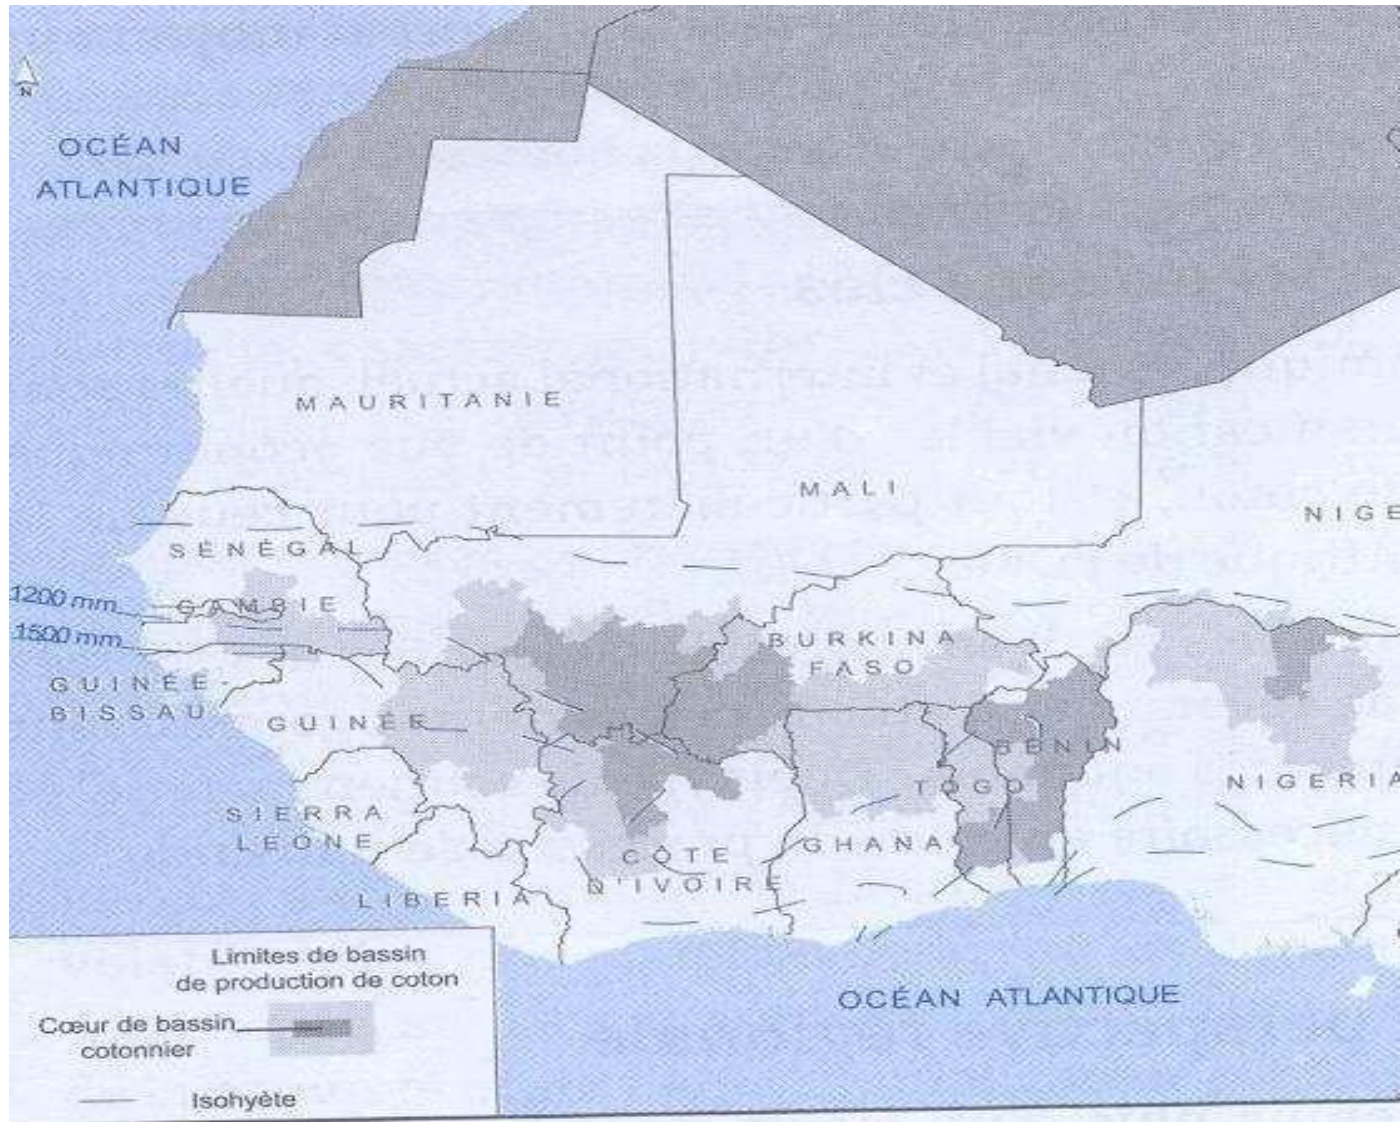 N
OCÉAN
ATLANTIQUE
MAURITANIE
MALI
NIGE
SÉNÉGAL
1200 mm
GAMBIE
1500 mm
BURKINA
FASO
GUINÉE-
BISSAU
GUINÉE
BÉNIN
TOGO
NIGERIA
SIERRA
LEONE
GHANA
CÔTE
D'IVOIRE
LIBERIA
Limites de bassin
de production de coton
OCÉAN ATLANTIQUE
Cœur de bassin
cotonnier
Isohyète